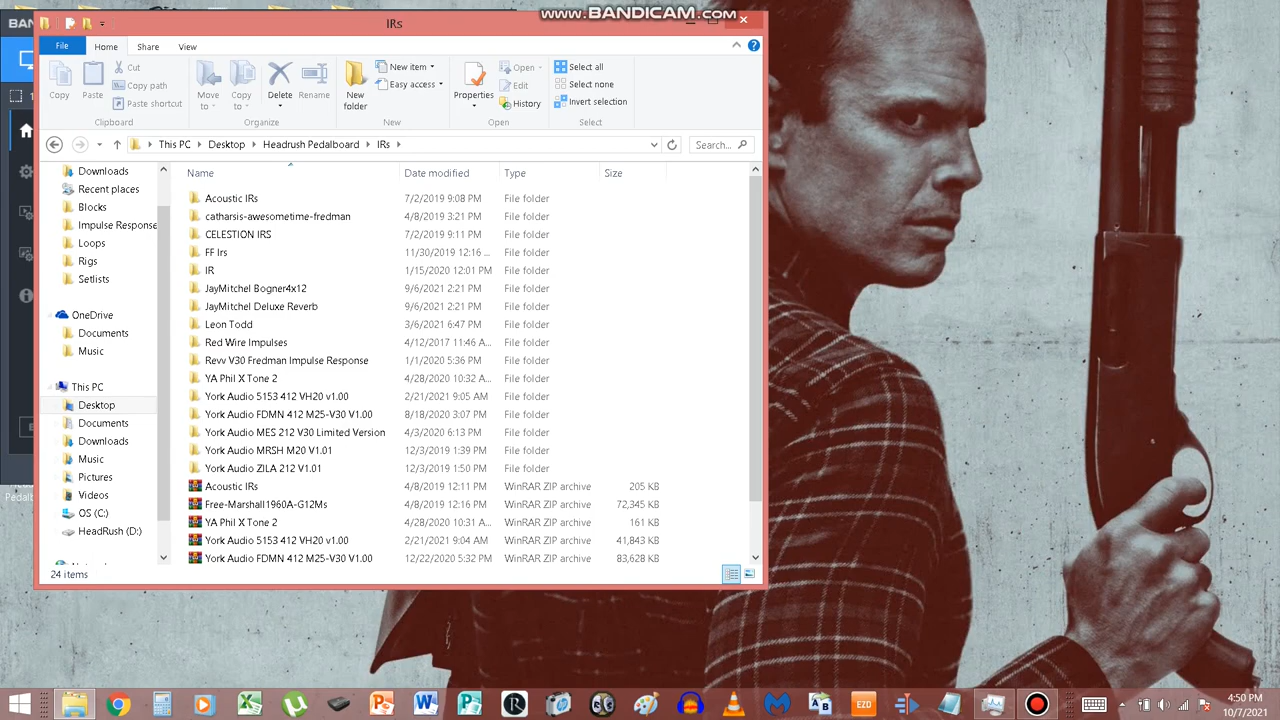 BAN
www.BANDICAM.com
IRs
File Home Share View
Copy
Paste
Cut
Copy path
Paste shortcut
Clipboard
Move to
Copy to
Delete
Rename
Organize
New folder
New item
Easy access
New
Properties
Open
Edit
History
Open
Select all
Select none
Invert selection
Select
This PC Desktop Headrush Pedalboard IRs
Search...
Downloads
Recent places
Blocks
Impulse Response
Loops
Rigs
Setlists
OneDrive
Documents
Music
This PC
Desktop
Documents
Downloads
Music
Pictures
Videos
OS (C:)
HeadRush (D:)
Name Date modified Type Size
Acoustic IRs 7/2/2019 9:08 PM File folder
catharsis-awesometime-fredman 4/8/2019 3:21 PM File folder
CELESTION IRS 7/2/2019 9:11 PM File folder
FF Irs 11/30/2019 12:16 ... File folder
IR 1/15/2020 12:01 PM File folder
JayMitchel Bogner4x12 9/6/2021 2:21 PM File folder
JayMitchel Deluxe Reverb 9/6/2021 2:21 PM File folder
Leon Todd 3/6/2021 6:47 PM File folder
Red Wire Impulses 4/12/2017 11:46 A... File folder
Revv V30 Fredman Impulse Response 1/1/2020 5:36 PM File folder
YA Phil X Tone 2 4/28/2020 10:32 A... File folder
York Audio 5153 412 VH20 v1.00 2/21/2021 9:05 AM File folder
York Audio FDMN 412 M25-V30 V1.00 8/18/2020 3:07 PM File folder
York Audio MES 212 V30 Limited Version 4/3/2020 6:13 PM File folder
York Audio MRSH M20 V1.01 12/3/2019 1:39 PM File folder
York Audio ZILA 212 V1.01 12/3/2019 1:50 PM File folder
Acoustic IRs 4/8/2019 12:11 PM WinRAR ZIP archive 205 KB
Free-Marshall1960A-G12Ms 4/8/2019 12:16 PM WinRAR ZIP archive 72,345 KB
YA Phil X Tone 2 4/28/2020 10:31 A... WinRAR ZIP archive 161 KB
York Audio 5153 412 VH20 v1.00 2/21/2021 9:04 AM WinRAR ZIP archive 41,843 KB
York Audio FDMN 412 M25-V30 V1.00 12/22/2020 5:32 PM WinRAR ZIP archive 83,628 KB
24 items
EZD
4:50 PM
10/7/2021